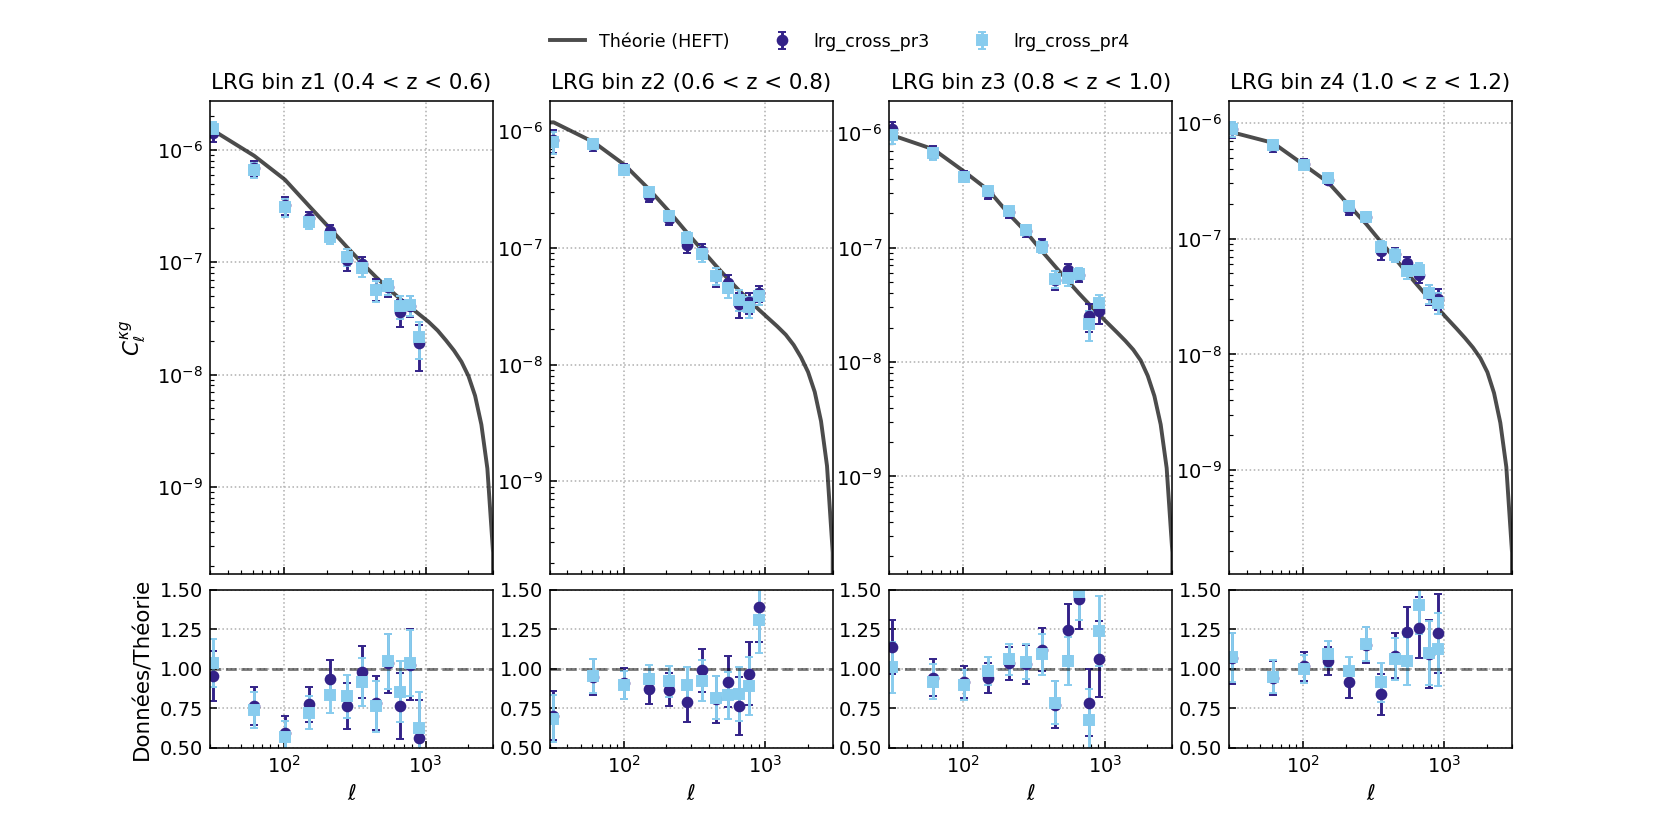 Théorie (HEFT) lrg_cross_pr3 lrg_cross_pr4
LRG bin z1 (0.4 < z < 0.6) LRG bin z2 (0.6 < z < 0.8) LRG bin z3 (0.8 < z < 1.0) LRG bin z4 (1.0 < z < 1.2)
C_ℓ^{κg}
10⁻⁶
10⁻⁷
10⁻⁸
10⁻⁹
10⁻⁶
10⁻⁷
10⁻⁸
10⁻⁹
10⁻⁶
10⁻⁷
10⁻⁸
10⁻⁹
10⁻⁶
10⁻⁷
10⁻⁸
10⁻⁹
Données/Théorie
1.50 1.50 1.50 1.50
1.25 1.25 1.25 1.25
1.00 1.00 1.00 1.00
0.75 0.75 0.75 0.75
0.50 0.50 0.50 0.50
10² 10³ 10² 10³ 10² 10³ 10² 10³
ℓ ℓ ℓ ℓ